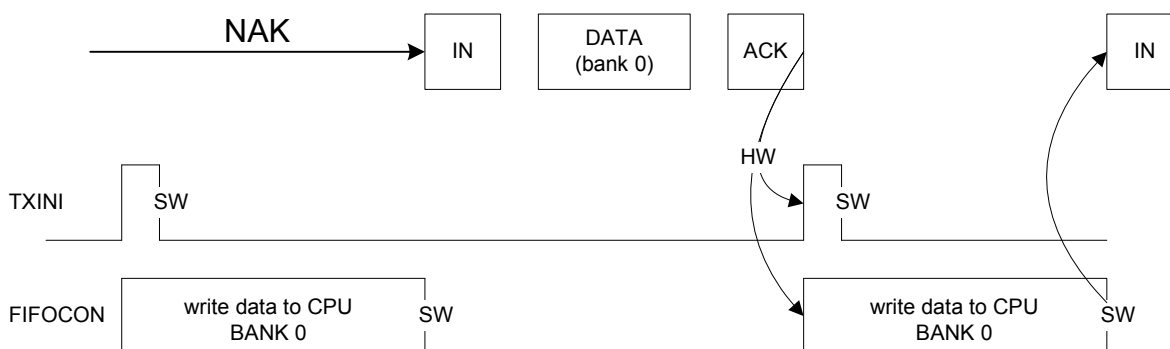 NAK
IN
DATA
(bank 0)
ACK
IN
HW
TXINI
SW
SW
FIFOCON
write data to CPU
BANK 0
SW
write data to CPU
BANK 0
SW